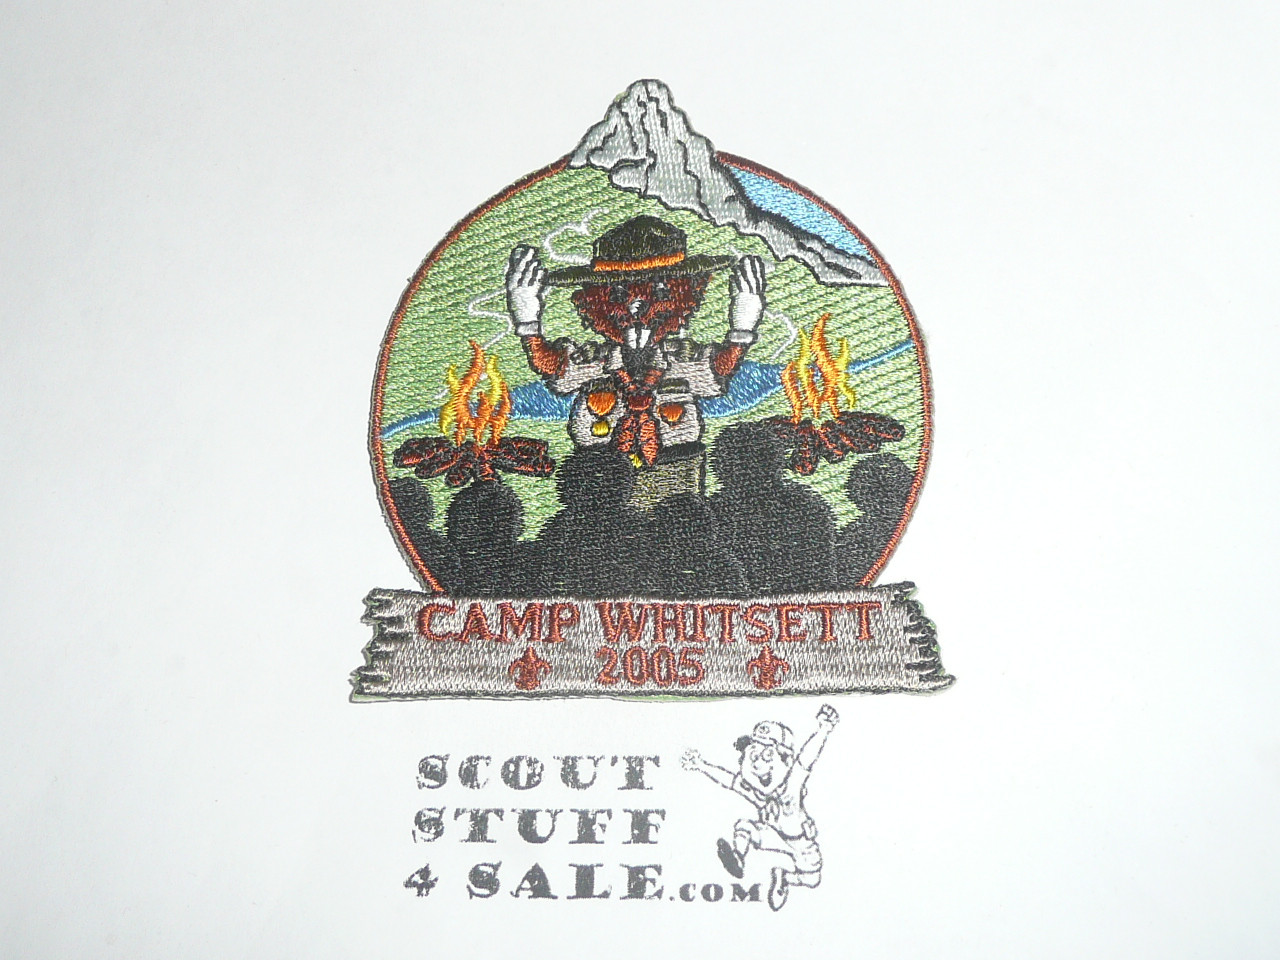 CAMP WHITSETT
2005
SCOUT
STUFF
4 SALE.COM